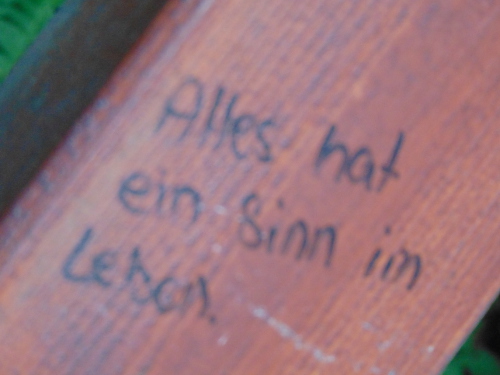 Alles hat
ein Sinn im
Leben.